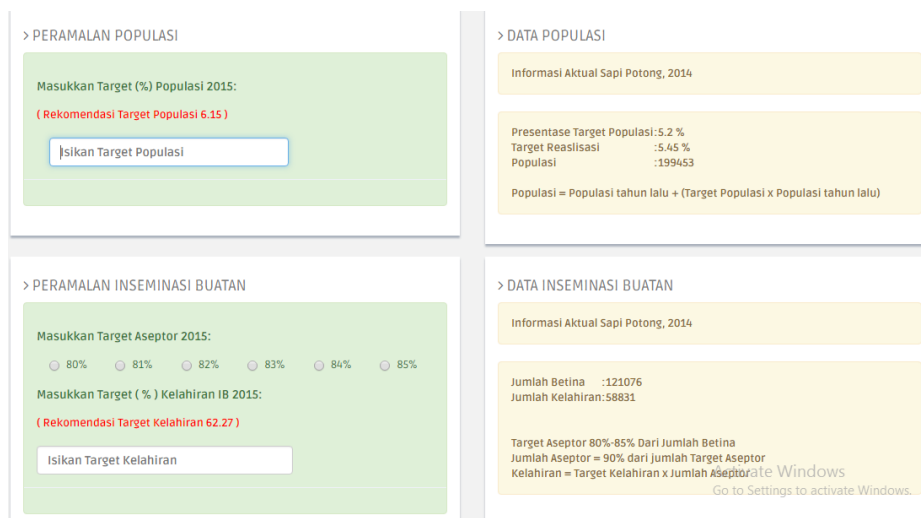 > PERAMALAN POPULASI
Masukkan Target (%) Populasi 2015:
( Rekomendasi Target Populasi 6.15 )
Isikan Target Populasi
> DATA POPULASI
Informasi Aktual Sapi Potong, 2014
Presentase Target Populasi:5.2 %
Target Reaslisasi :5.45 %
Populasi :199453
Populasi = Populasi tahun lalu + (Target Populasi x Populasi tahun lalu)
> PERAMALAN INSEMINASI BUATAN
Masukkan Target Aseptor 2015:
80% 81% 82% 83% 84% 85%
Masukkan Target ( % ) Kelahiran IB 2015:
( Rekomendasi Target Kelahiran 62.27 )
Isikan Target Kelahiran
> DATA INSEMINASI BUATAN
Informasi Aktual Sapi Potong, 2014
Jumlah Betina :121076
Jumlah Kelahiran:58831
Target Aseptor 80%-85% Dari Jumlah Betina
Jumlah Aseptor = 90% dari jumlah Target Aseptor
Kelahiran = Target Kelahiran x Jumlah Aseptor
Activate Windows
Go to Settings to activate Windows.